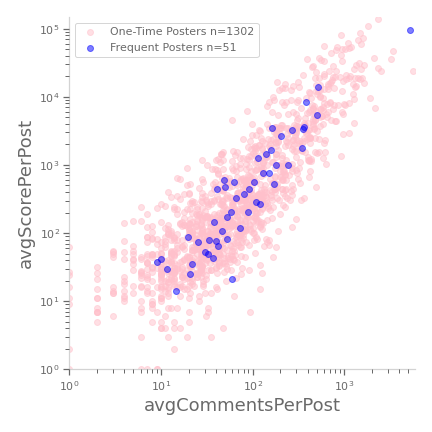 One-Time Posters n=1302
Frequent Posters n=51
avgScorePerPost
10⁵
10⁴
10³
10²
10¹
10⁰
10⁰ 10¹ 10² 10³
avgCommentsPerPost